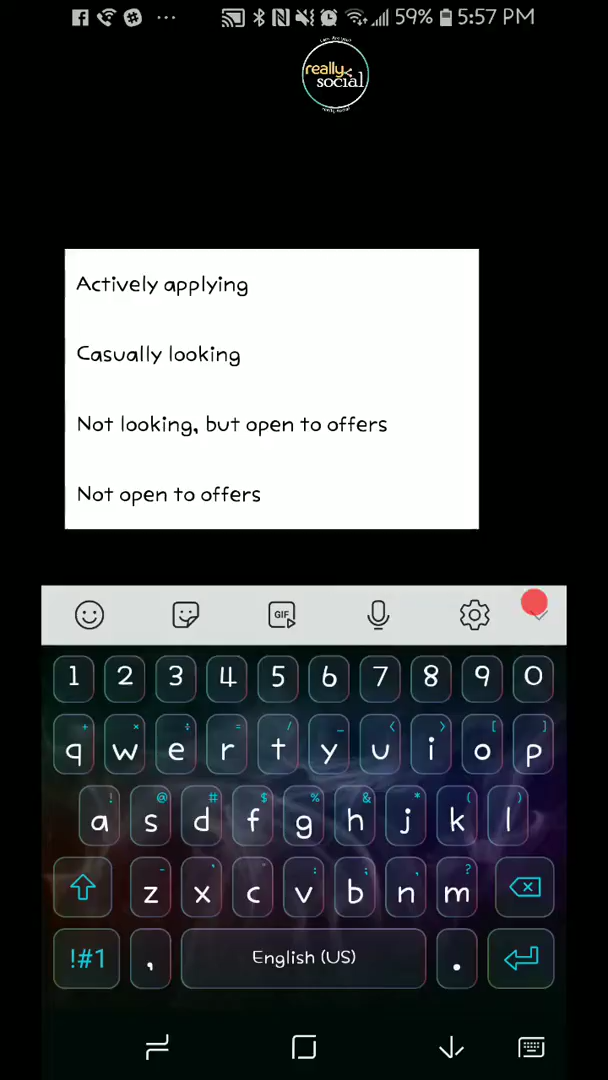 59% 5:57 PM
really
social
Actively applying
Casually looking
Not looking, but open to offers
Not open to offers
GIF
1 2 3 4 5 6 7 8 9 0
+ × ÷ = / _ < > [ ]
q w e r t y u i o p
! @ # $ % & * ( )
a s d f g h j k l
- ' " : ; , ?
z x c v b n m
!#1 , English (US) .